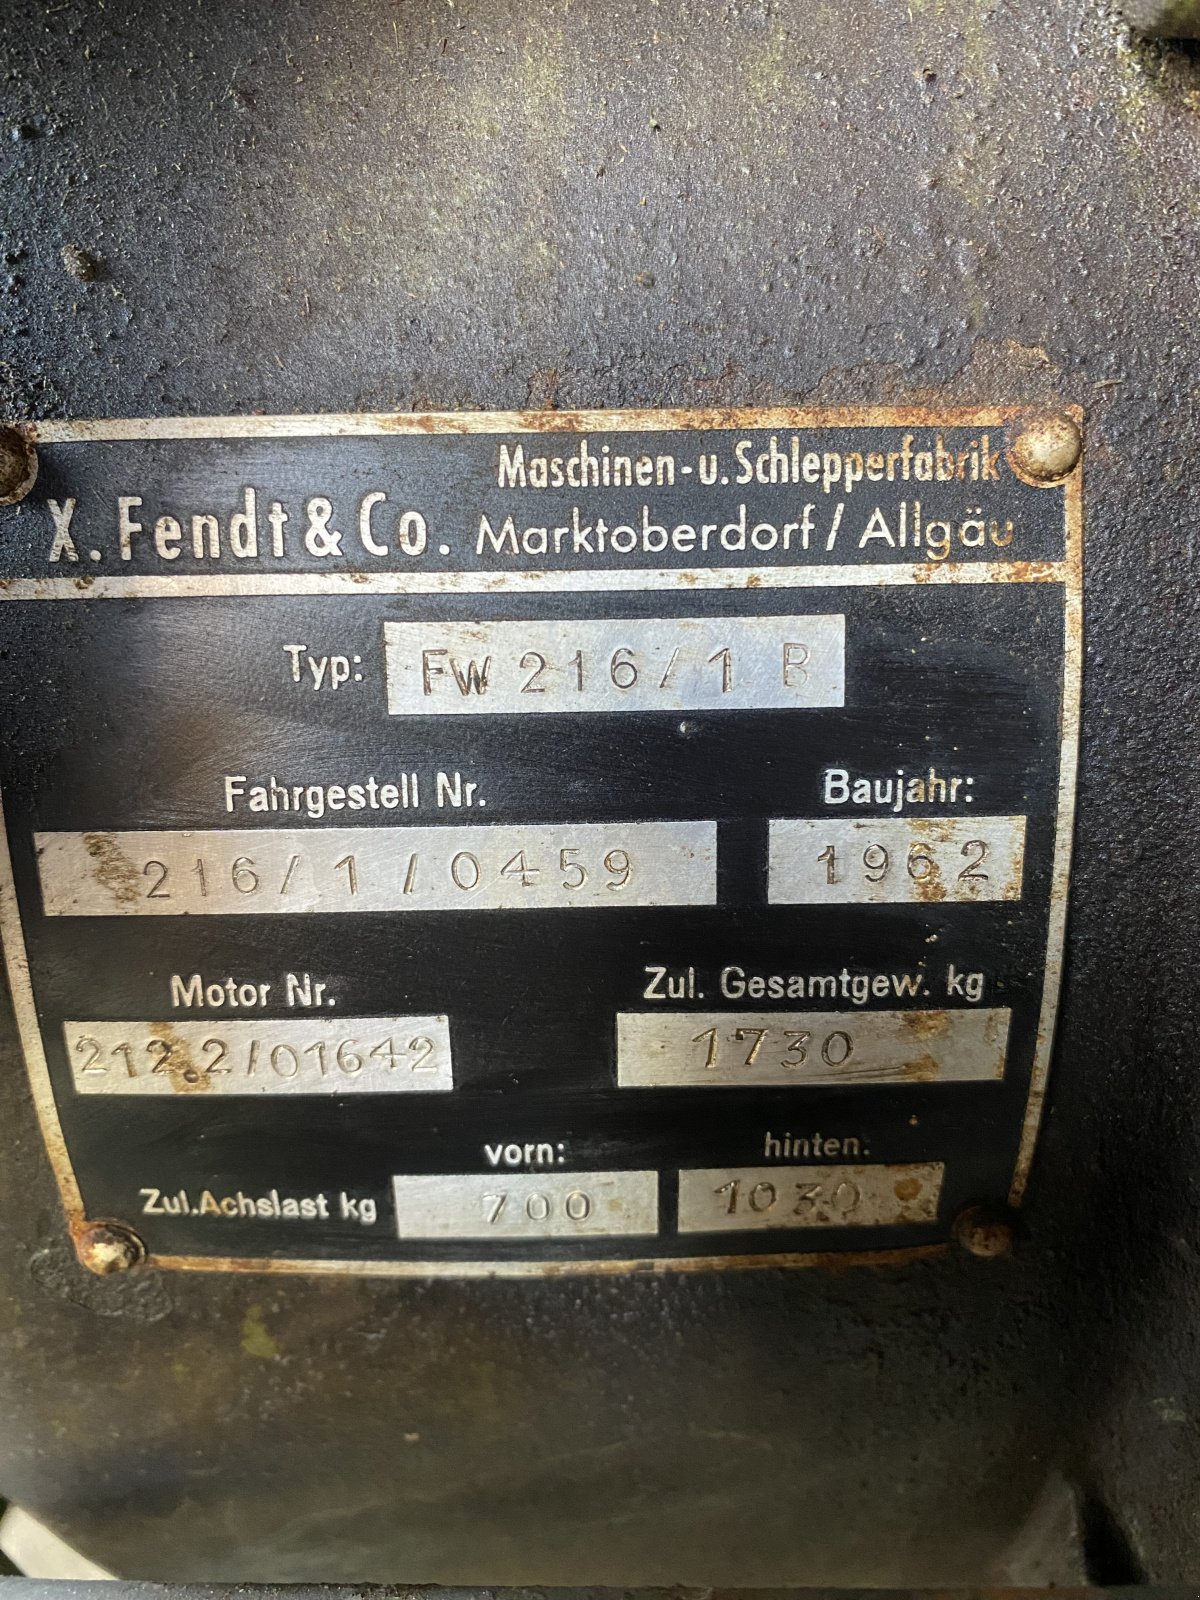 Maschinen-u. Schlepperfabrik
X. Fendt & Co. Marktoberdorf / Allgäu
Typ: FW 216/1 B
Fahrgestell Nr. Baujahr:
216/1/0459 1962
Motor Nr. Zul. Gesamtgew. kg
212.2/01642 1730
vorn: hinten:
Zul.Achslast kg 700 1030